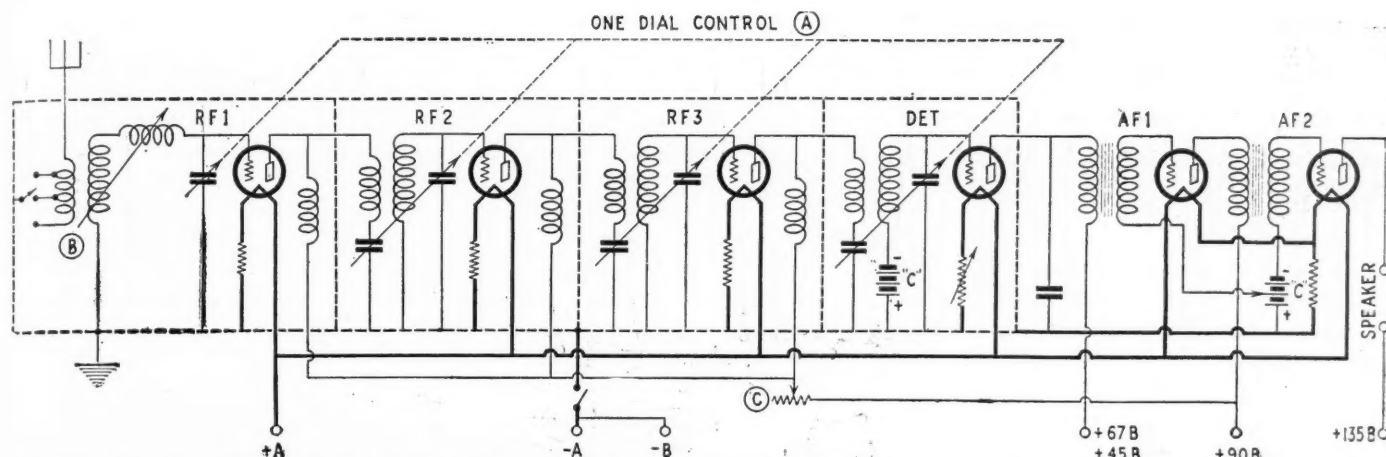 ONE DIAL CONTROL A
RF1
RF2
RF3
DET
AF1
AF2
B
- "C" +
- "C" +
SPEAKER
C
+A
-A
-B
+67B
+45B
+90B
+135B